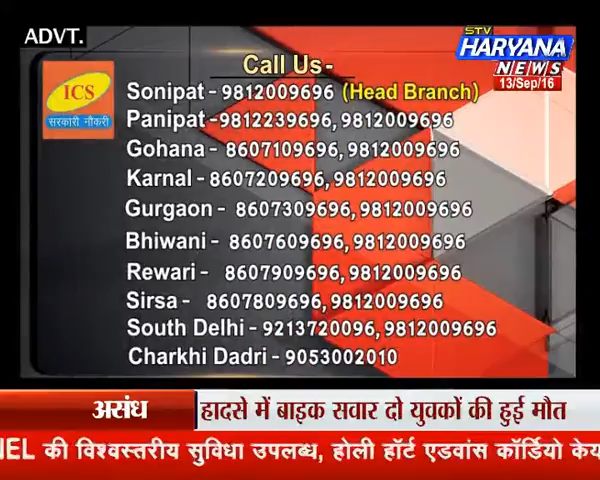 ADVT.
STV
HARYANA
NEWS
13/Sep/16
ICS
सरकारी नौकरी
Call Us-
Sonipat - 9812009696 (Head Branch)
Panipat -9812239696, 9812009696
Gohana - 8607109696, 9812009696
Karnal - 8607209696, 9812009696
Gurgaon - 8607309696, 9812009696
Bhiwani - 8607609696, 9812009696
Rewari - 8607909696, 9812009696
Sirsa - 8607809696, 9812009696
South Delhi - 9213720096, 9812009696
Charkhi Dadri - 9053002010
असंध हादसे में बाइक सवार दो युवकों की हुई मौत
NEL की विश्वस्तरीय सुविधा उपलब्ध, होली हॉर्ट एडवांस कॉर्डियो केय